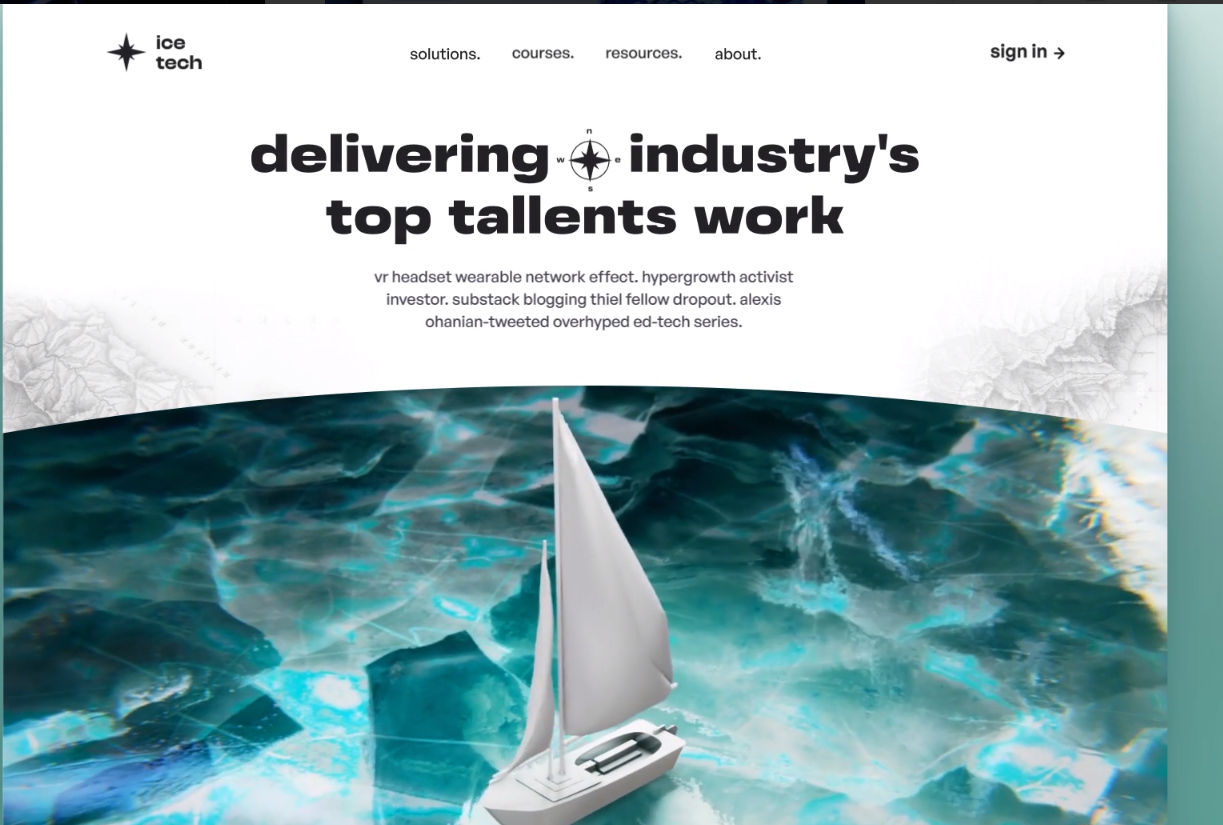 ice
tech
solutions. courses. resources. about.
sign in →
n
delivering w e industry's
s
top tallents work
vr headset wearable network effect. hypergrowth activist
investor. substack blogging thiel fellow dropout. alexis
ohanian-tweeted overhyped ed-tech series.